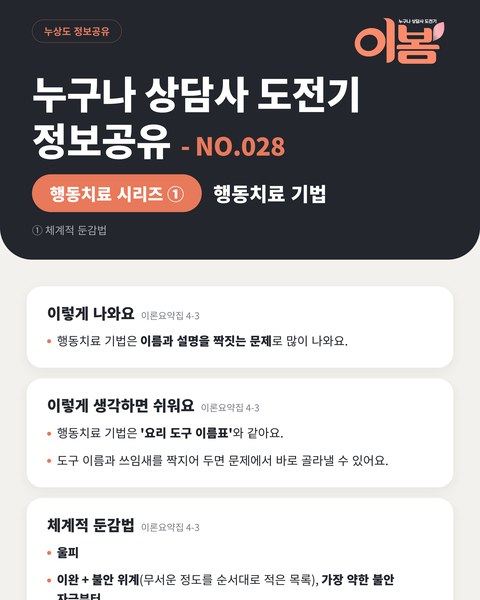 누상도 정보공유
누구나 상담사 도전기
이봄
누구나 상담사 도전기
정보공유 - NO.028
행동치료 시리즈 ① 행동치료 기법
① 체계적 둔감법
이렇게 나와요 이론요약집 4-3
• 행동치료 기법은 이름과 설명을 짝짓는 문제로 많이 나와요.
이렇게 생각하면 쉬워요 이론요약집 4-3
• 행동치료 기법은 '요리 도구 이름표'와 같아요.
• 도구 이름과 쓰임새를 짝지어 두면 문제에서 바로 골라낼 수 있어요.
체계적 둔감법 이론요약집 4-3
• 울피
• 이완 + 불안 위계(무서운 정도를 순서대로 적은 목록), 가장 약한 불안
자극부터